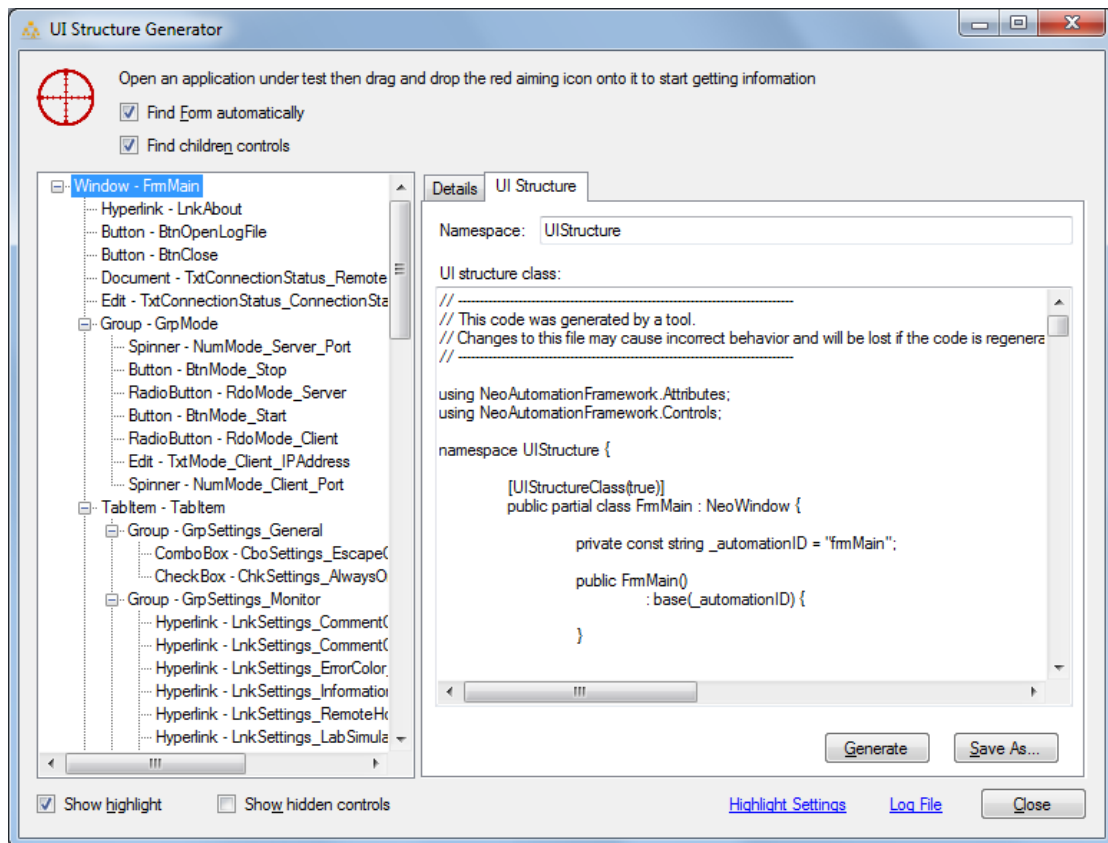 UI Structure Generator
Open an application under test then drag and drop the red aiming icon onto it to start getting information
Find Form automatically
Find children controls
Window - FrmMain
Hyperlink - LnkAbout
Button - BtnOpenLogFile
Button - BtnClose
Document - TxtConnectionStatus_Remote
Edit - TxtConnectionStatus_ConnectionSta
Group - GrpMode
Spinner - NumMode_Server_Port
Button - BtnMode_Stop
RadioButton - RdoMode_Server
Button - BtnMode_Start
RadioButton - RdoMode_Client
Edit - TxtMode_Client_IPAddress
Spinner - NumMode_Client_Port
TabItem - TabItem
Group - GrpSettings_General
ComboBox - CboSettings_EscapeC
CheckBox - ChkSettings_AlwaysO
Group - GrpSettings_Monitor
Hyperlink - LnkSettings_CommentC
Hyperlink - LnkSettings_CommentC
Hyperlink - LnkSettings_ErrorColor_
Hyperlink - LnkSettings_Information
Hyperlink - LnkSettings_RemoteHo
Hyperlink - LnkSettings_LabSimula
Details
UI Structure
Namespace: UIStructure
UI structure class:
// ------------------------------------------------------------------------------
// This code was generated by a tool.
// Changes to this file may cause incorrect behavior and will be lost if the code is regenera
// ------------------------------------------------------------------------------
using NeoAutomationFramework.Attributes;
using NeoAutomationFramework.Controls;
namespace UIStructure {
[UIStructureClass(true)]
public partial class FrmMain : NeoWindow {
private const string _automationID = "frmMain";
public FrmMain()
: base(_automationID) {
}
Generate
Save As...
Show highlight
Show hidden controls
Highlight Settings
Log File
Close